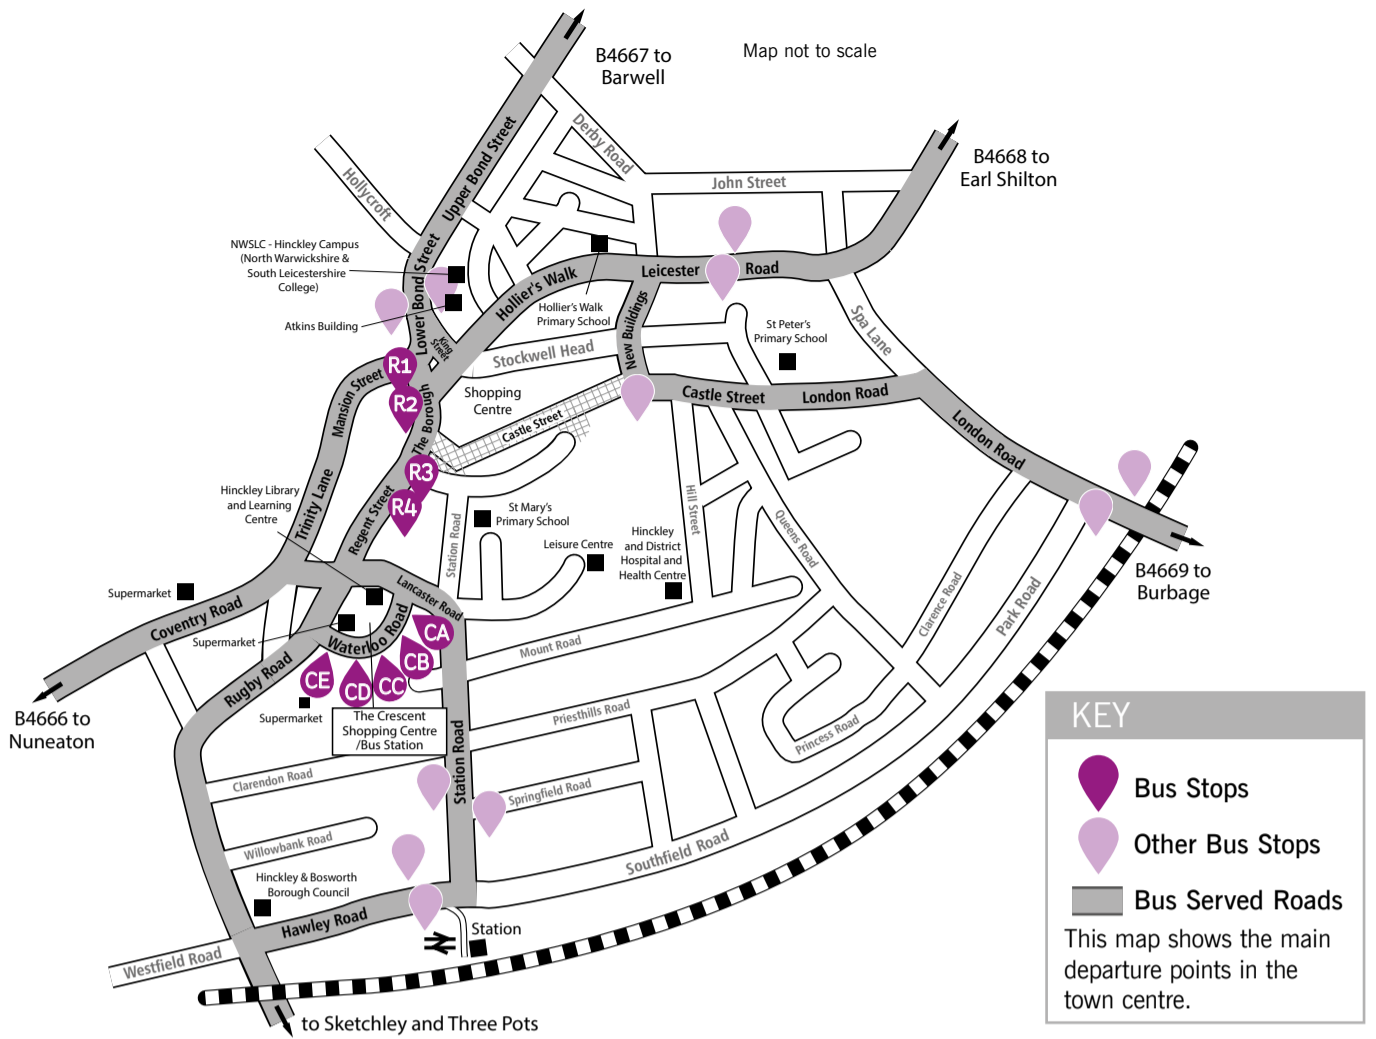 Map not to scale
B4667 to
Barwell
Derby Road
Upper Bond Street
B4668 to
Earl Shilton
John Street
Hollycroft
NWSLC - Hinckley Campus
(North Warwickshire &
South Leicestershire
College)
Atkins Building
Lower Bond Street
King
Street
Hollier's Walk
Hollier's Walk
Primary School
Leicester
Road
New Buildings
St Peter's
Primary School
Spa Lane
Stockwell Head
Shopping
Centre
Castle Street
Castle Street
London Road
London Road
R1
R2
R3
R4
Mansion Street
The Borough
Trinity Lane
Regent Street
Hinckley Library
and Learning
Centre
Station Road
St Mary's
Primary School
Leisure Centre
Hinckley
and District
Hospital and
Health Centre
Hill Street
Queens Road
Clarence Road
Park Road
B4669 to
Burbage
Supermarket
Coventry Road
Supermarket
Lancaster Road
Waterloo Road
CA
CB
CC
CD
CE
Rugby Road
Supermarket
The Crescent
Shopping Centre
/Bus Station
B4666 to
Nuneaton
Mount Road
Priesthills Road
Princess Road
Clarendon Road
Station Road
Springfield Road
Willowbank Road
Southfield Road
Hinckley & Bosworth
Borough Council
Hawley Road
Station
Westfield Road
to Sketchley and Three Pots
KEY
Bus Stops
Other Bus Stops
Bus Served Roads
This map shows the main
departure points in the
town centre.